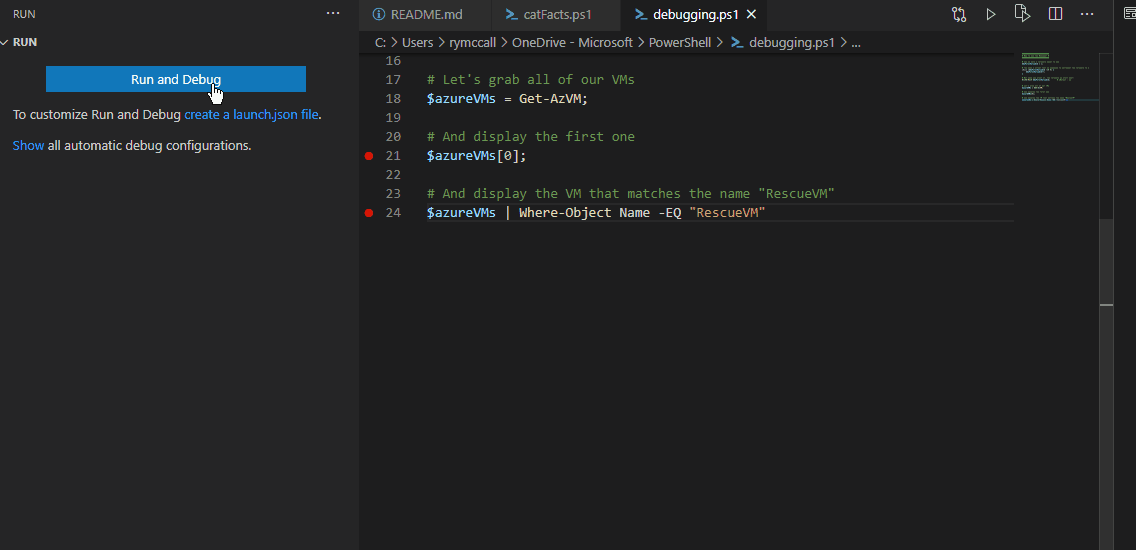 RUN
RUN
Run and Debug
To customize Run and Debug create a launch.json file.
Show all automatic debug configurations.
README.md
catFacts.ps1
debugging.ps1
C: > Users > rymccall > OneDrive - Microsoft > PowerShell > debugging.ps1 > ...
16
17 # Let's grab all of our VMs
18 $azureVMs = Get-AzVM;
19
20 # And display the first one
21 $azureVMs[0];
22
23 # And display the VM that matches the name "RescueVM"
24 $azureVMs | Where-Object Name -EQ "RescueVM"